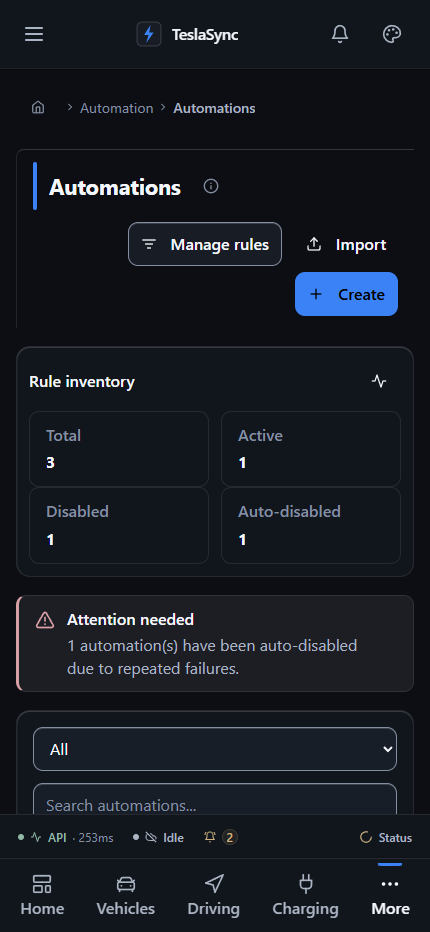 TeslaSync
Automation
Automations
Automations
Manage rules
Import
Create
Rule inventory
Total
3
Active
1
Disabled
1
Auto-disabled
1
Attention needed
1 automation(s) have been auto-disabled
due to repeated failures.
All
Search automations...
API · 253ms
Idle
2
Status
Home
Vehicles
Driving
Charging
More